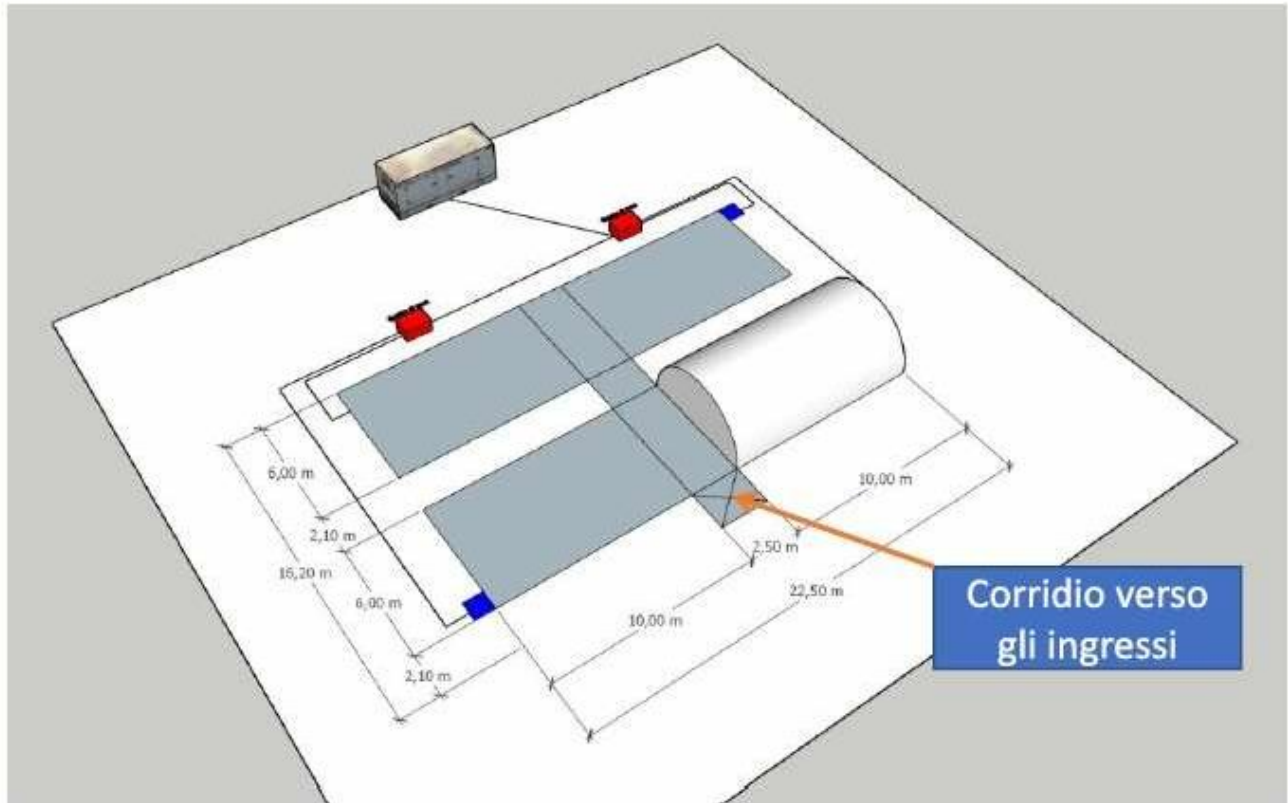 6,00 m
2,10 m
16,20 m
6,00 m
2,10 m
10,00 m
2,50 m
22,50 m
10,00 m
Corridio verso
gli ingressi